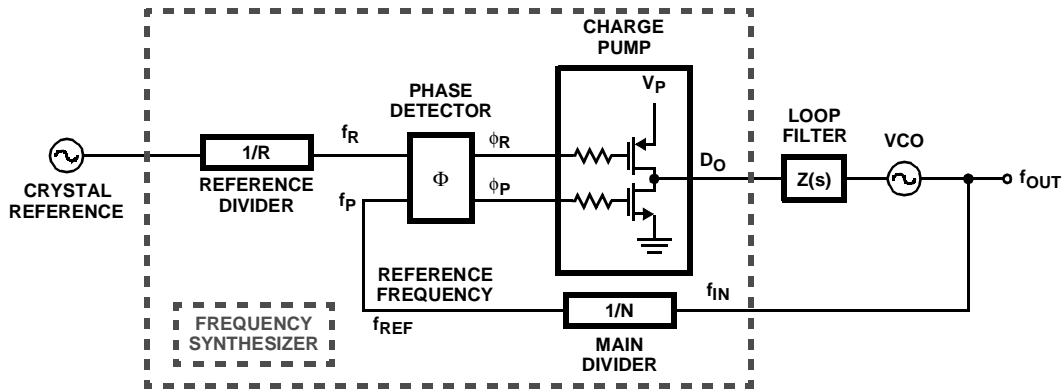 CHARGE
PUMP
V_P
PHASE
DETECTOR
LOOP
FILTER
VCO
f_R
ϕ_R
1/R
Φ
D_O
Z(s)
f_OUT
CRYSTAL
REFERENCE
REFERENCE
DIVIDER
f_P
ϕ_P
REFERENCE
FREQUENCY
f_IN
1/N
f_REF
FREQUENCY
SYNTHESIZER
MAIN
DIVIDER